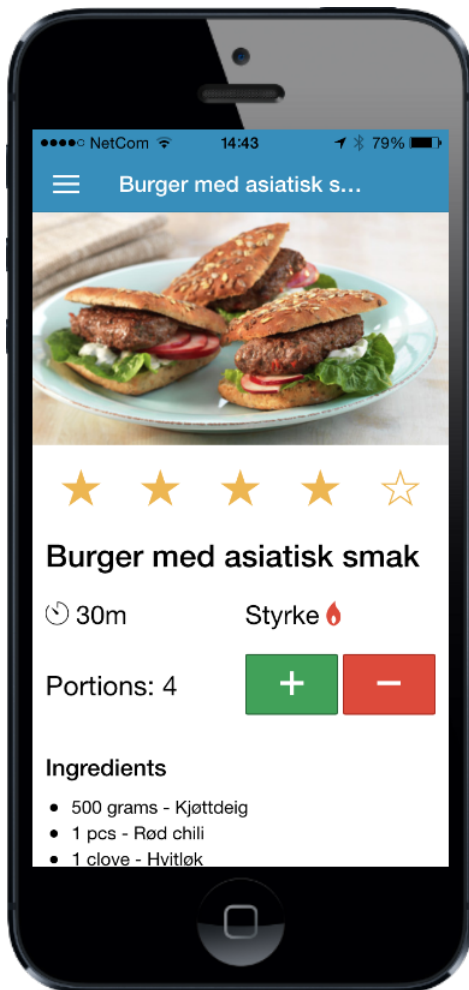 NetCom 14:43 79%
Burger med asiatisk s...
Burger med asiatisk smak
30m Styrke
Portions: 4 + −
Ingredients
500 grams - Kjøttdeig
1 pcs - Rød chili
1 clove - Hvitløk